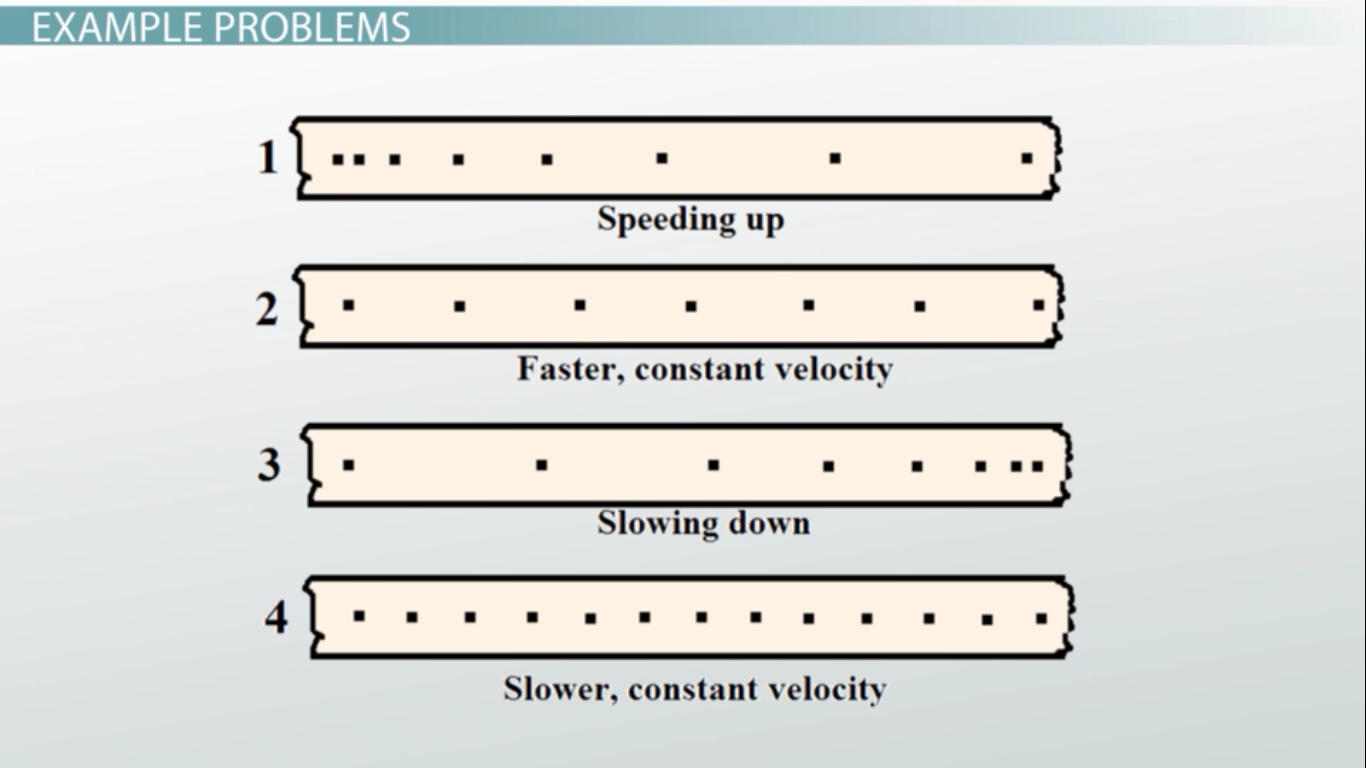 EXAMPLE PROBLEMS
1
Speeding up
2
Faster, constant velocity
3
Slowing down
4
Slower, constant velocity